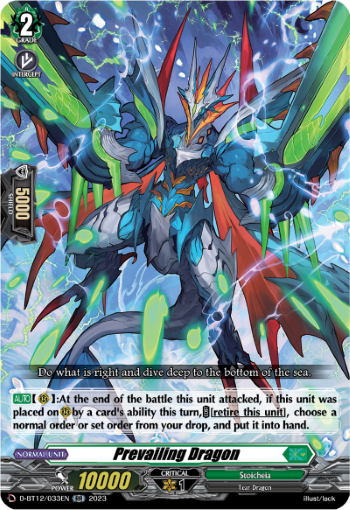 2
GRADE
INTERCEPT
5000
SHIELD
Do what is right and dive deep to the bottom of the sea.
AUTO【 RC 】:At the end of the battle this unit attacked, if this unit was
placed on RC by a card's ability this turn, [retire this unit], choose a
normal order or set order from your drop, and put it into hand.
NORMAL UNIT
Prevailing Dragon
POWER
10000
CRITICAL
1
Stoicheia
Tear Dragon
D-BT12/033EN RR 2023
illust/lack